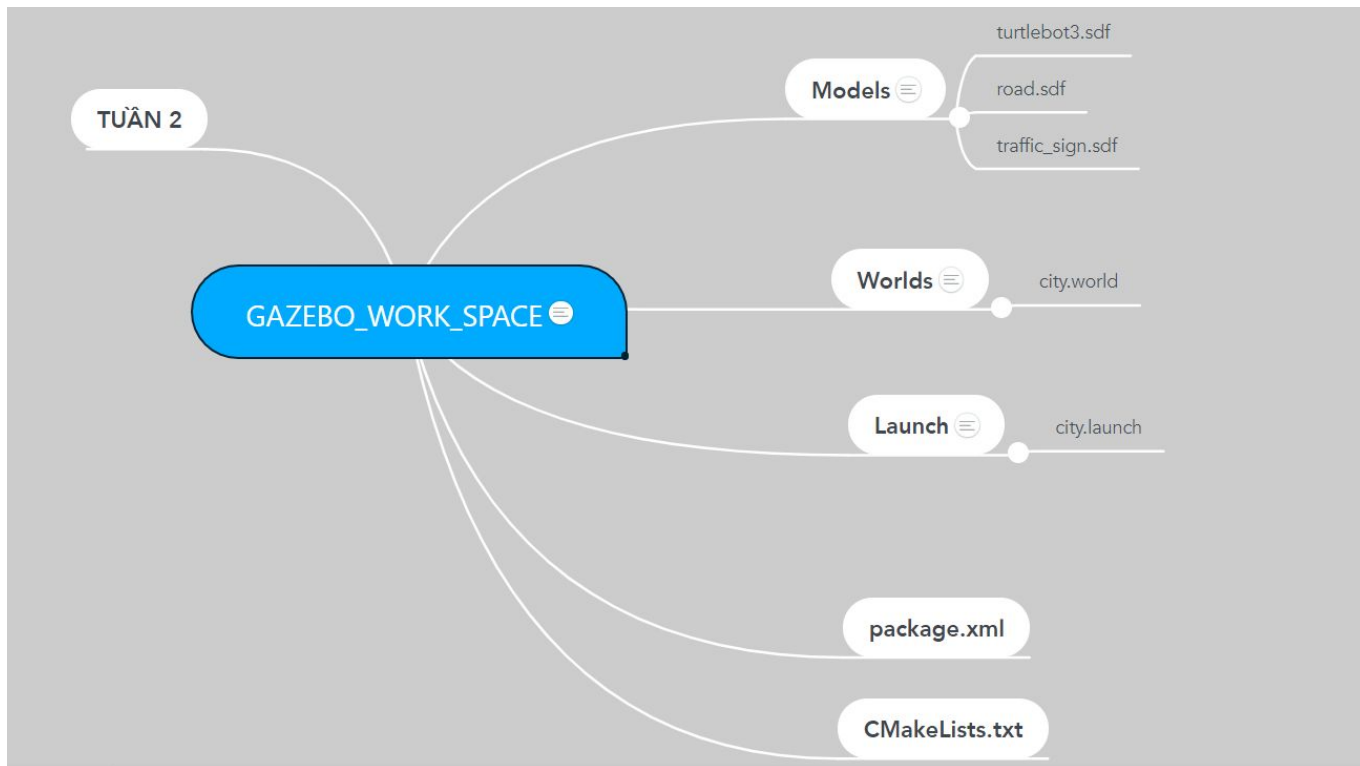 TUẦN 2
GAZEBO_WORK_SPACE
Models
turtlebot3.sdf
road.sdf
traffic_sign.sdf
Worlds
city.world
Launch
city.launch
package.xml
CMakeLists.txt